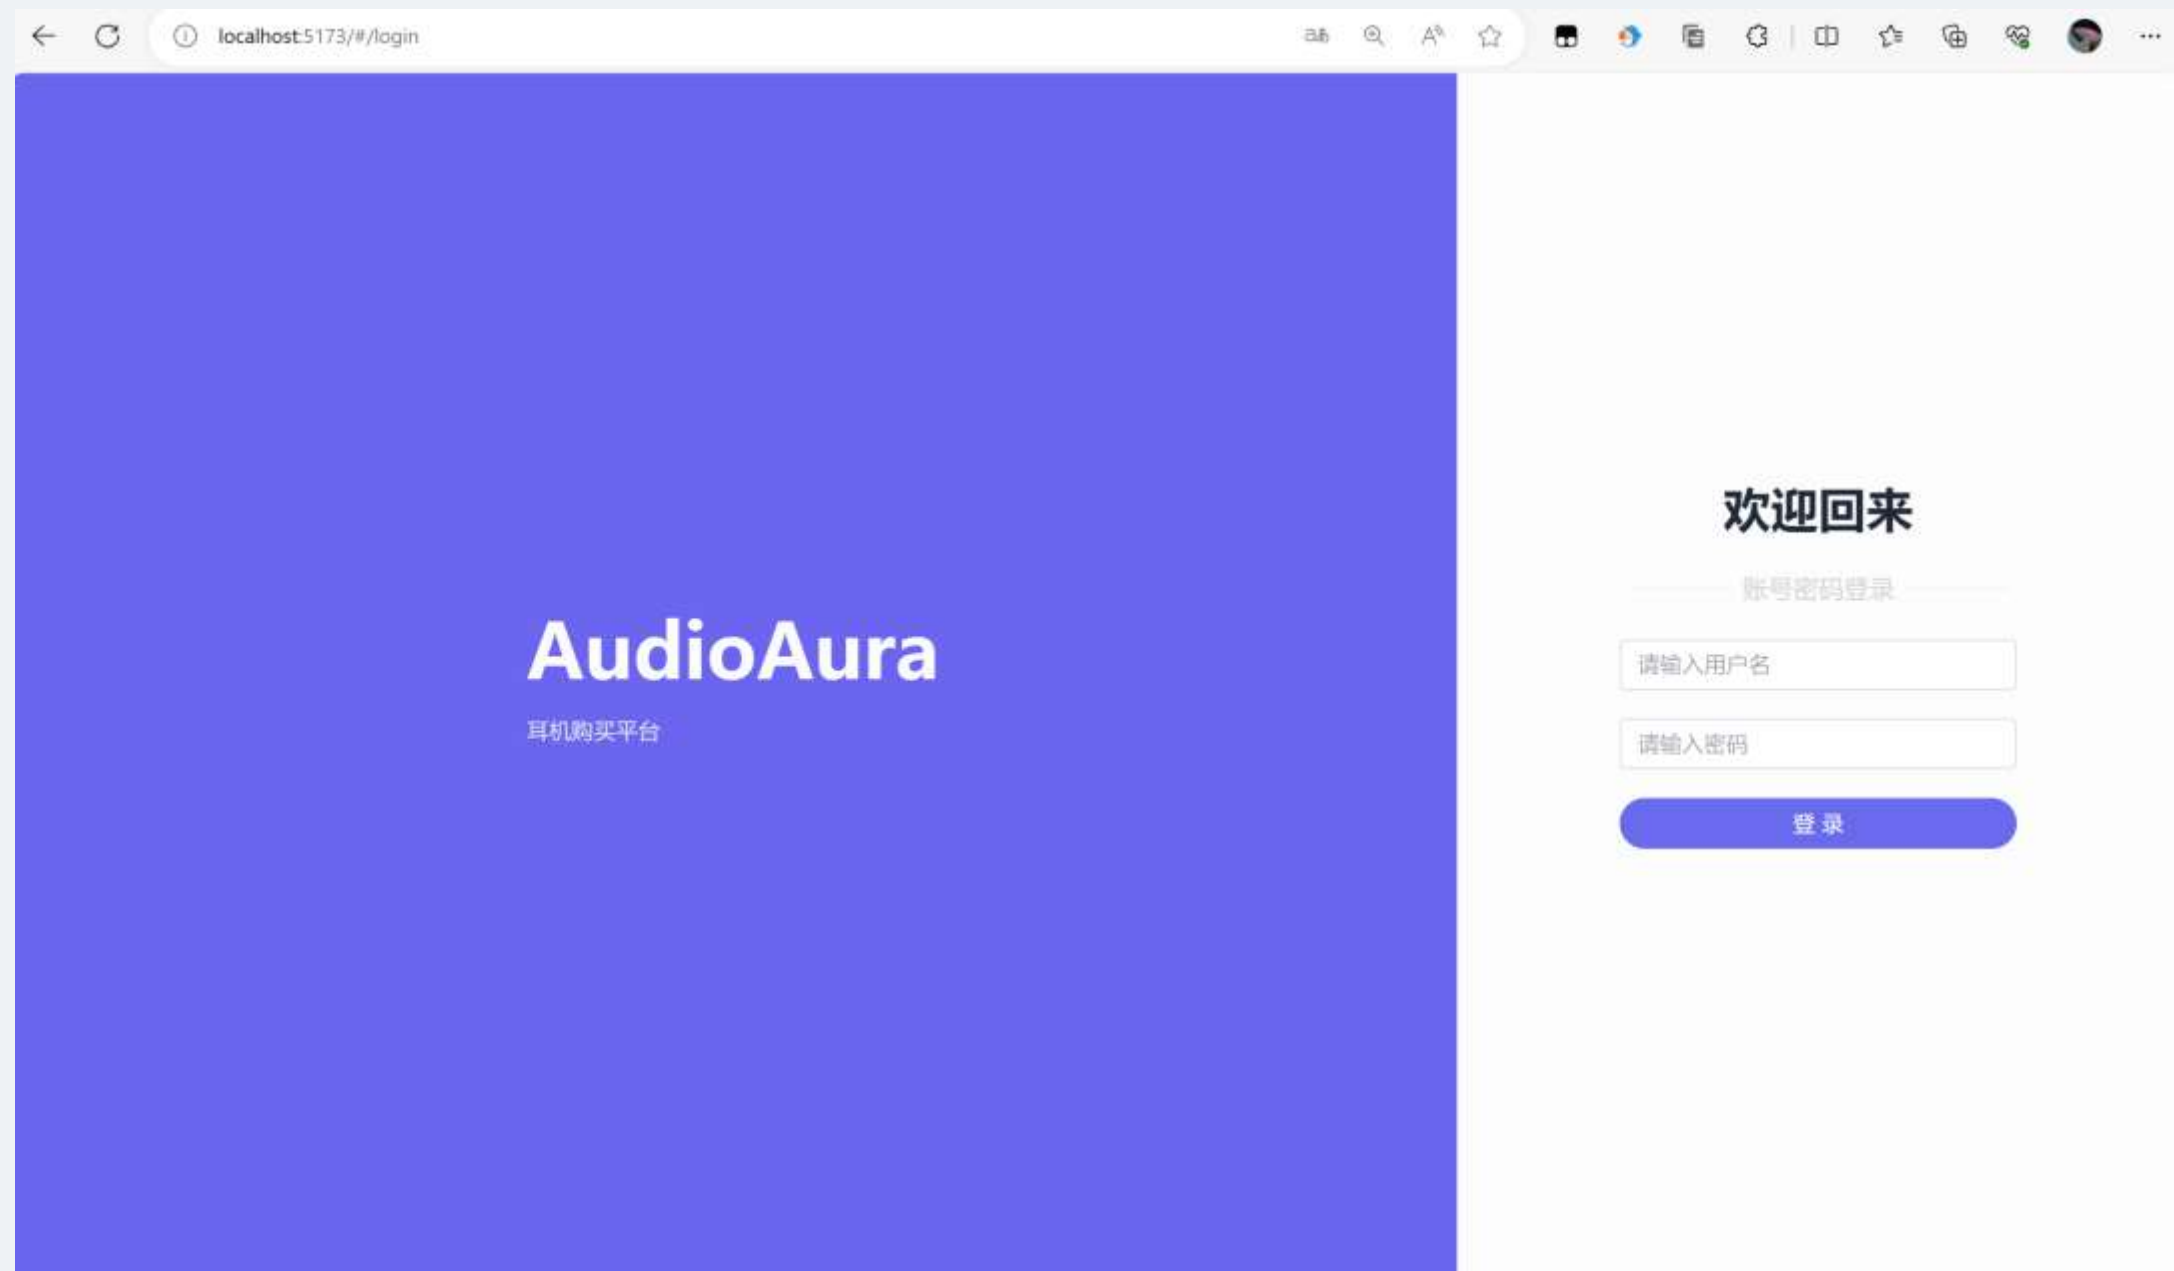 localhost:5173/#/login
AudioAura
耳机购买平台
欢迎回来
账号密码登录
请输入用户名
请输入密码
登 录